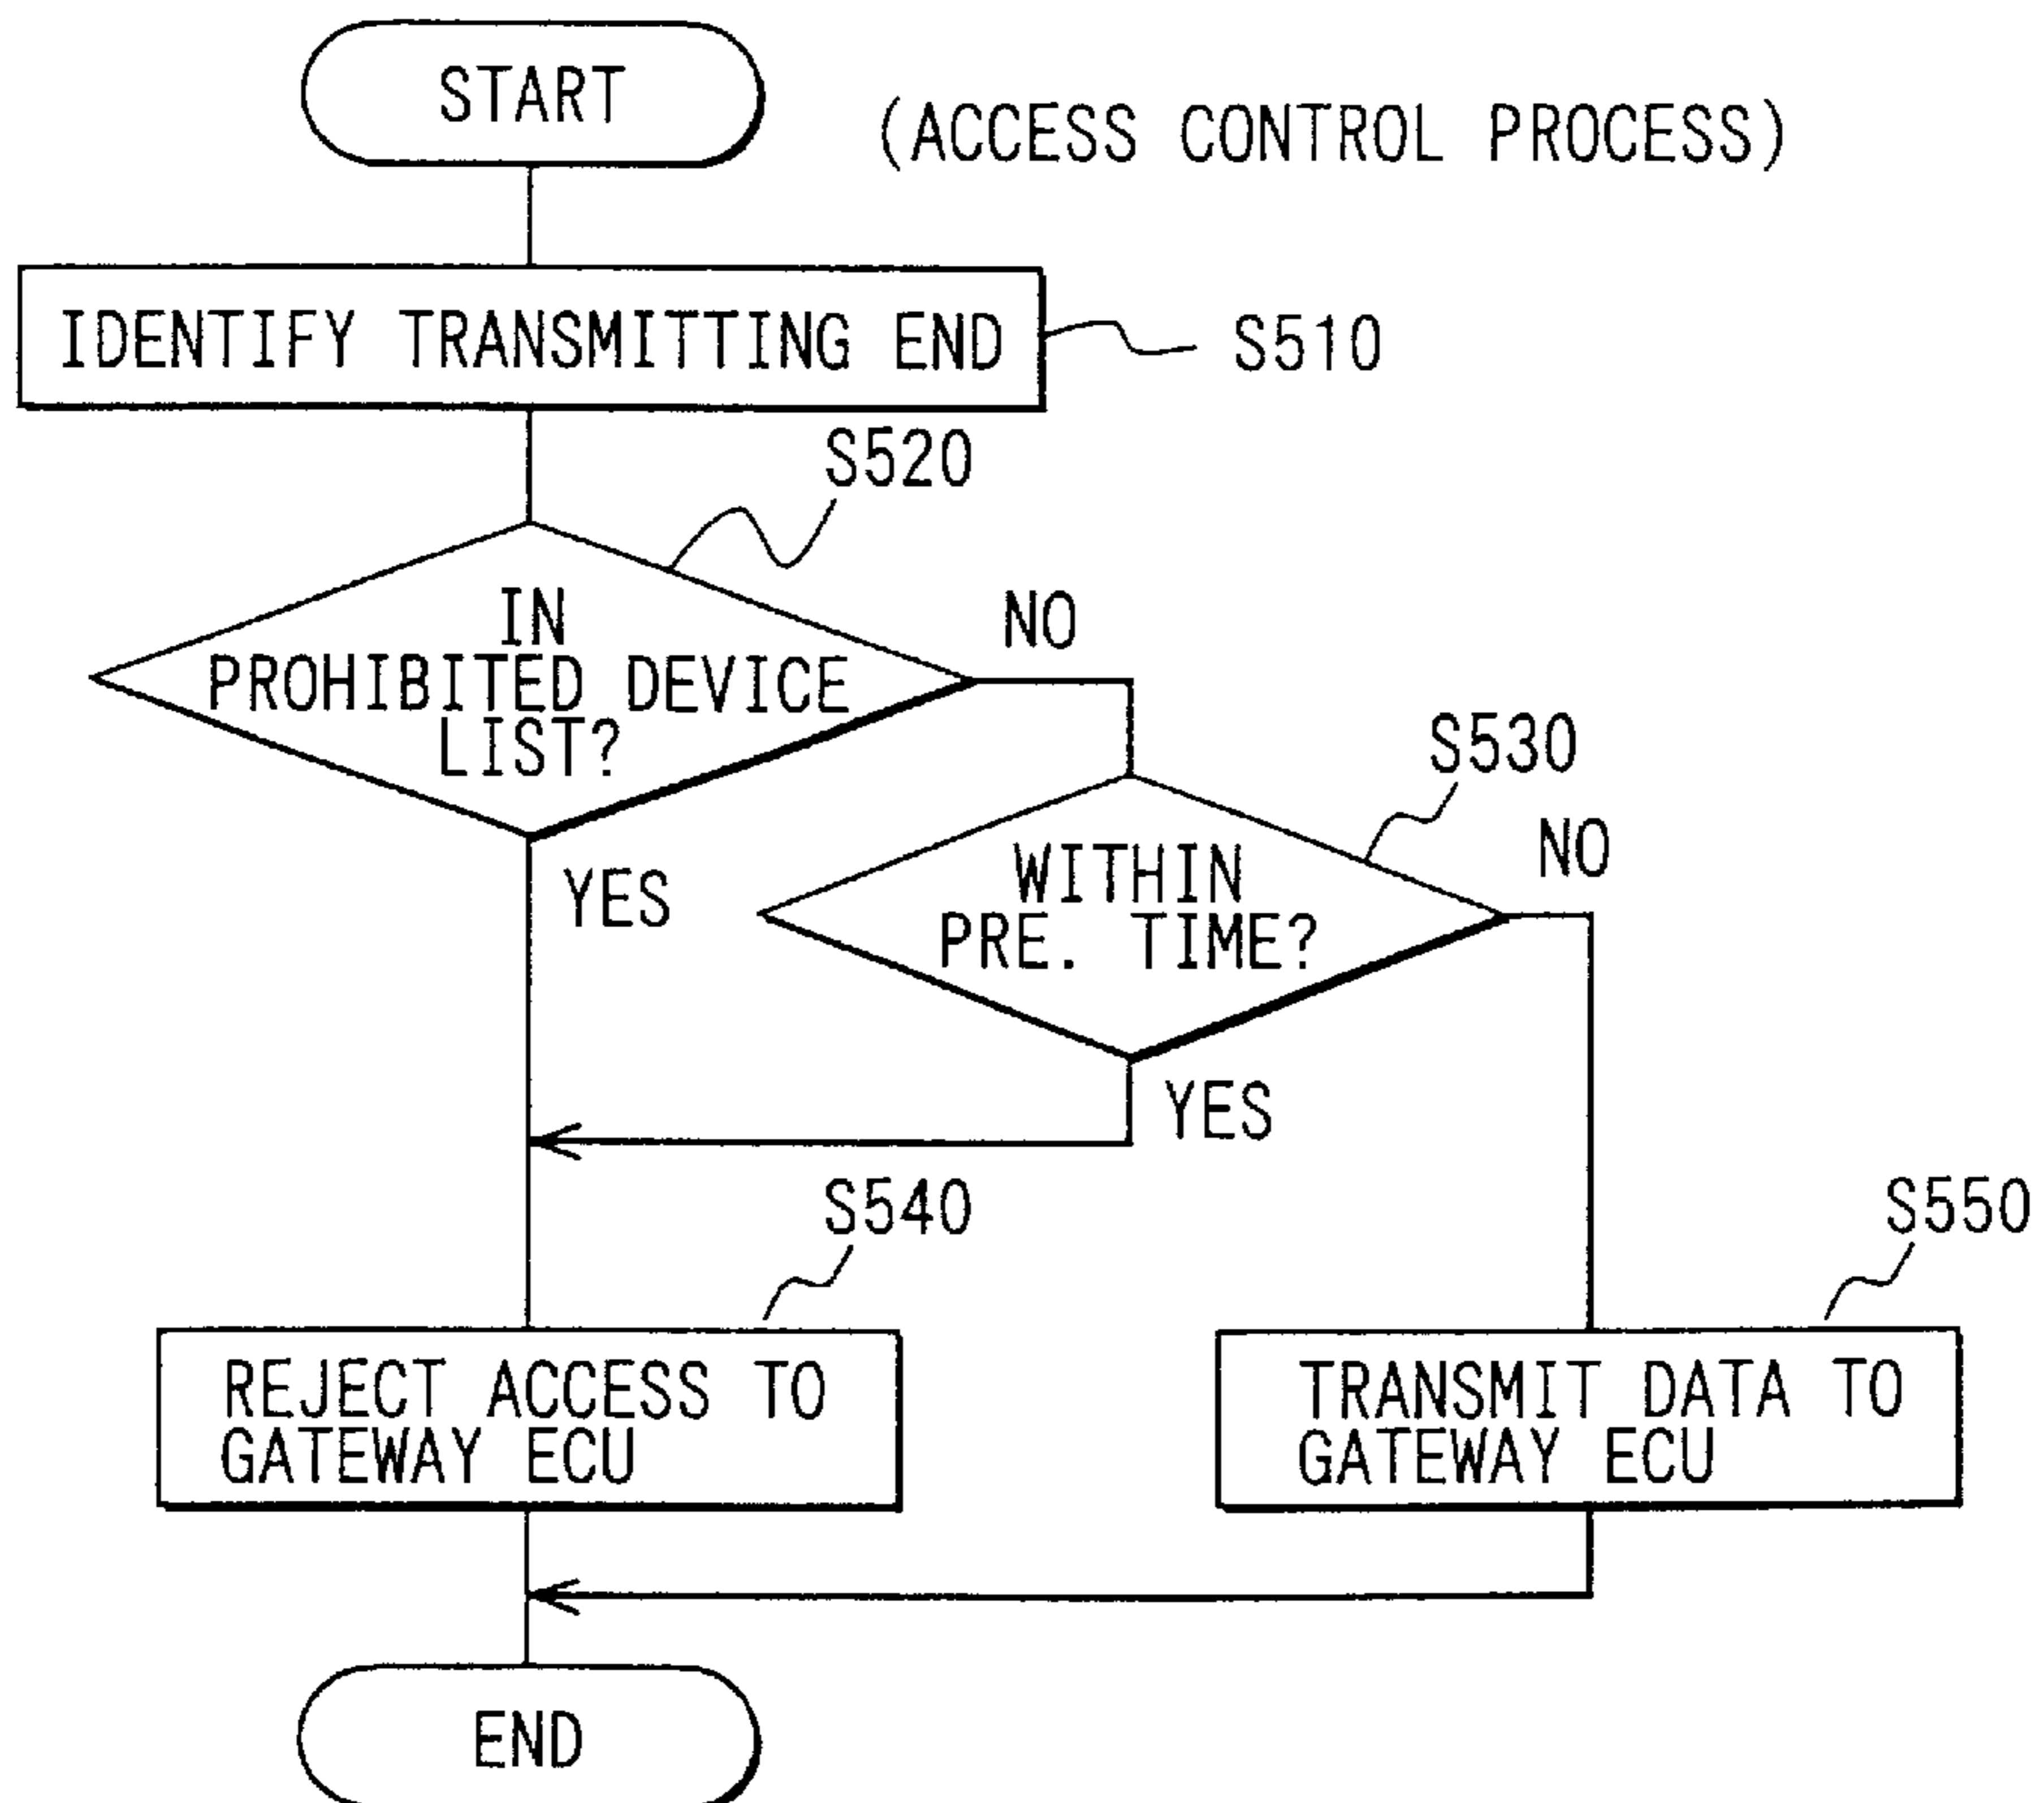 START
(ACCESS CONTROL PROCESS)
IDENTIFY TRANSMITTING END
S510
S520
IN
PROHIBITED DEVICE
LIST?
NO
YES
S530
WITHIN
PRE. TIME?
NO
YES
S540
REJECT ACCESS TO
GATEWAY ECU
S550
TRANSMIT DATA TO
GATEWAY ECU
END